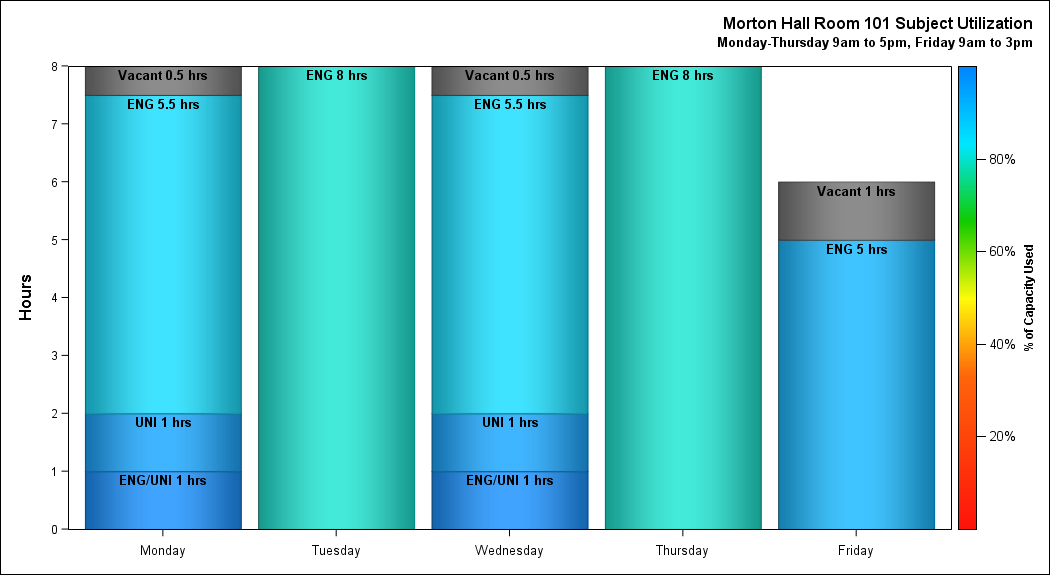 Morton Hall Room 101 Subject Utilization
Monday-Thursday 9am to 5pm, Friday 9am to 3pm
8
7
6
5
4
3
2
1
0
Hours
Vacant 0.5 hrs
ENG 5.5 hrs
UNI 1 hrs
ENG/UNI 1 hrs
ENG 8 hrs
Vacant 0.5 hrs
ENG 5.5 hrs
UNI 1 hrs
ENG/UNI 1 hrs
ENG 8 hrs
Vacant 1 hrs
ENG 5 hrs
Monday
Tuesday
Wednesday
Thursday
Friday
80%
60%
40%
20%
% of Capacity Used